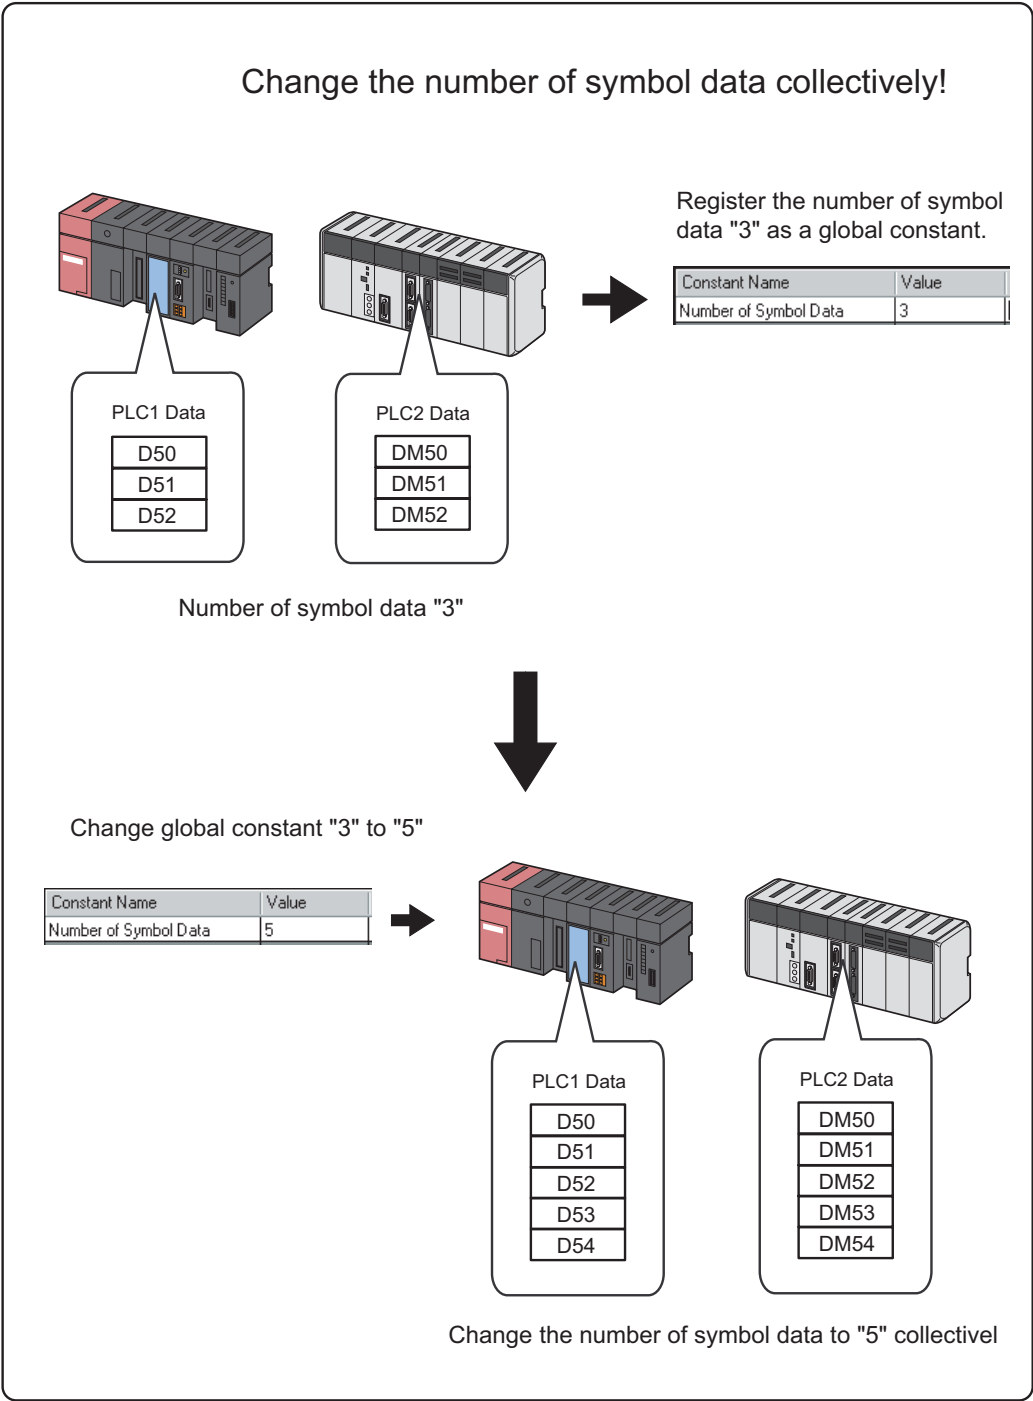 Change the number of symbol data collectively!
Register the number of symbol
data "3" as a global constant.
Constant Name Value
Number of Symbol Data 3
PLC1 Data
D50
D51
D52
PLC2 Data
DM50
DM51
DM52
Number of symbol data "3"
Change global constant "3" to "5"
Constant Name Value
Number of Symbol Data 5
PLC1 Data
D50
D51
D52
D53
D54
PLC2 Data
DM50
DM51
DM52
DM53
DM54
Change the number of symbol data to "5" collectivel